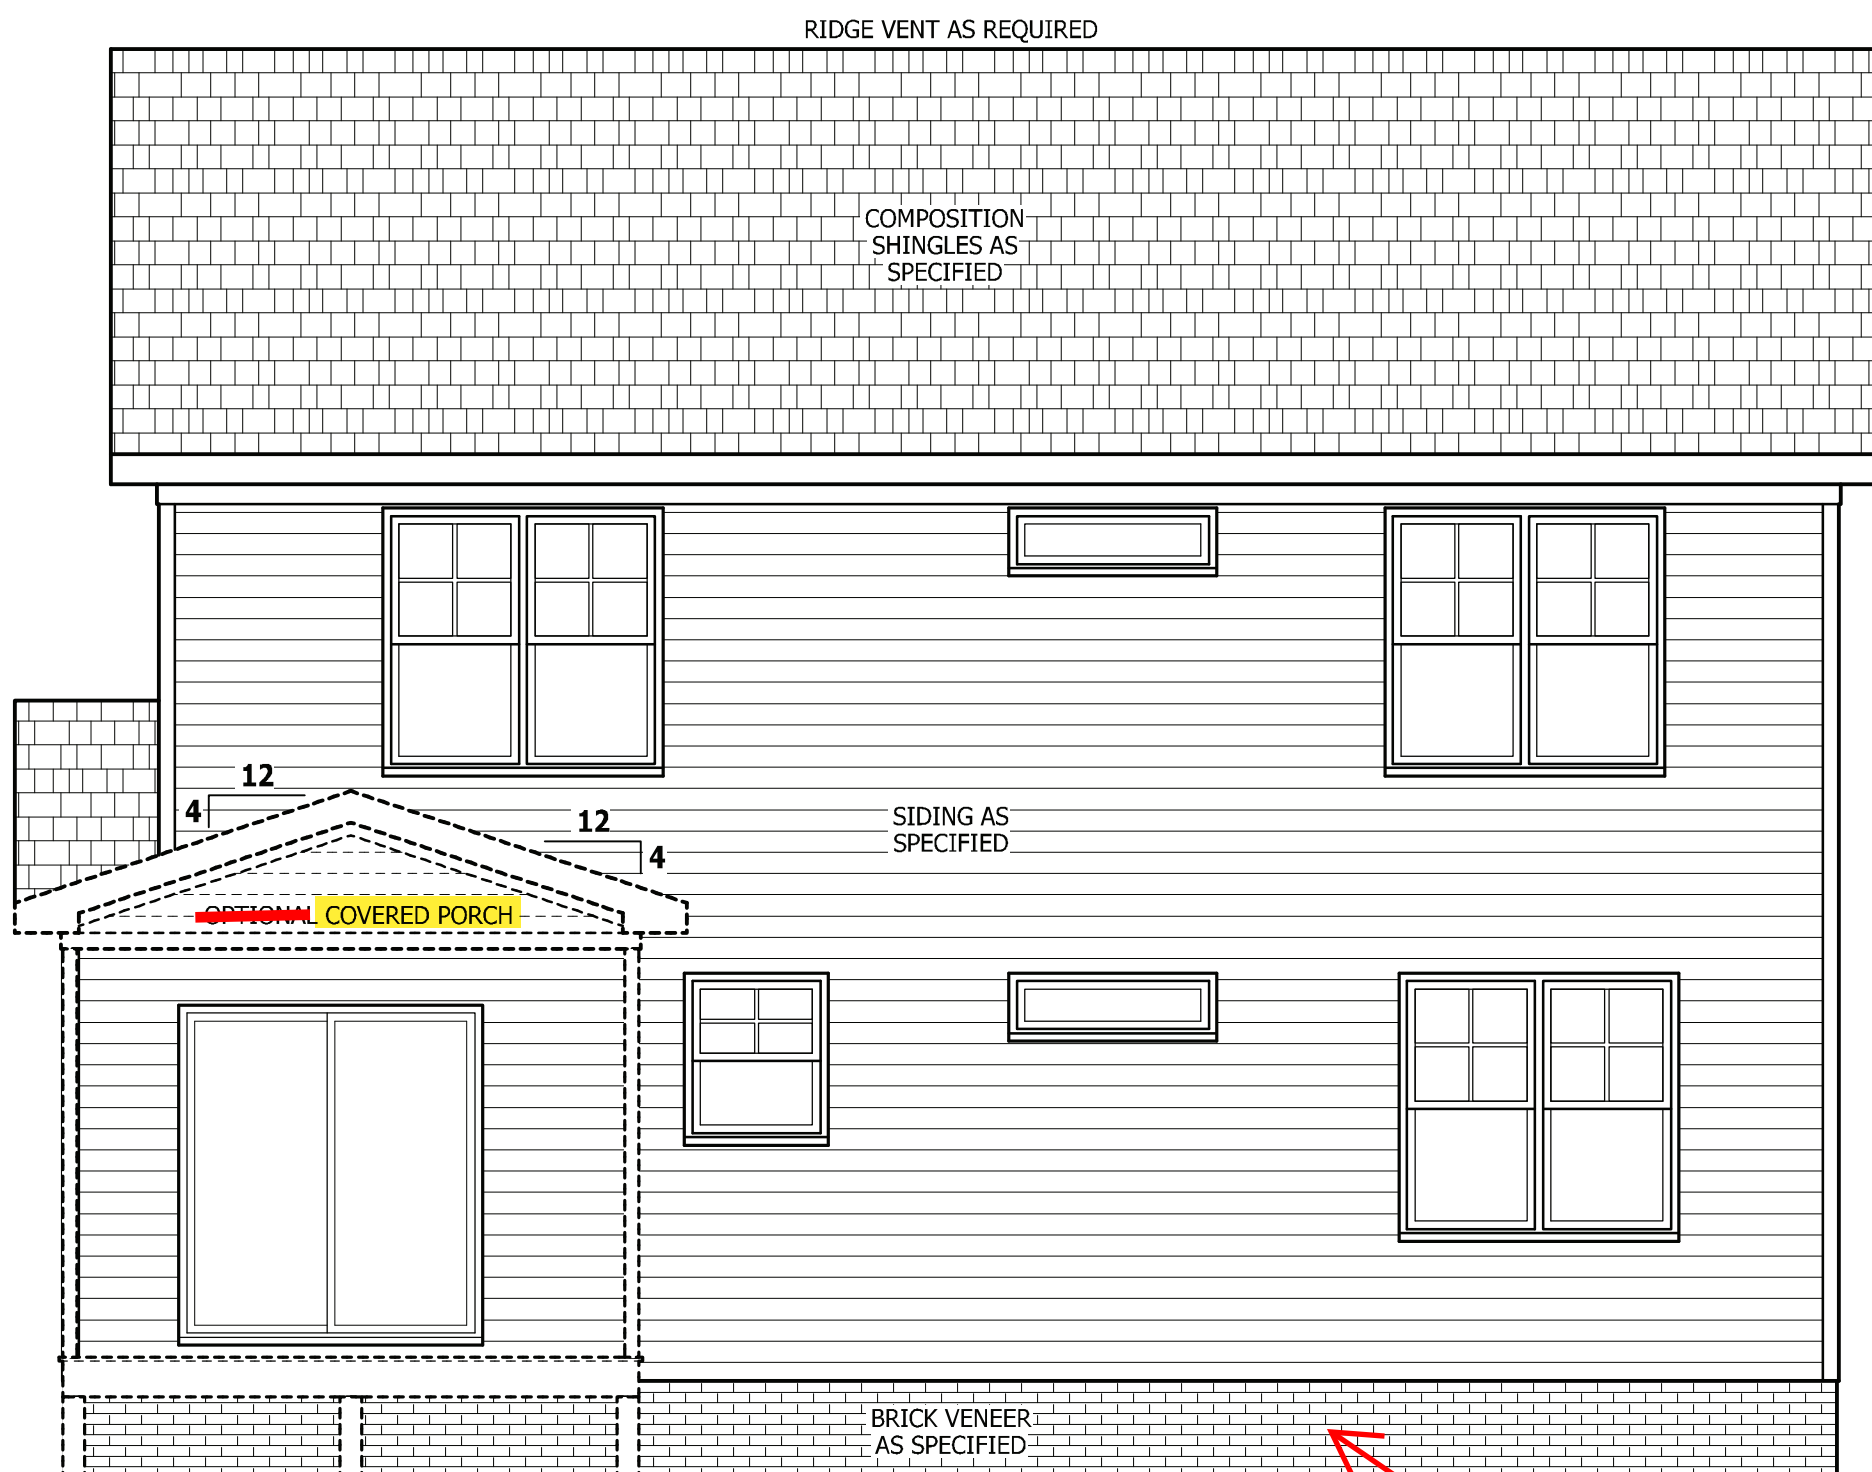 RIDGE VENT AS REQUIRED
COMPOSITION
SHINGLES AS
SPECIFIED
12
4
12
4
SIDING AS
SPECIFIED
OPTIONAL COVERED PORCH
BRICK VENEER
AS SPECIFIED